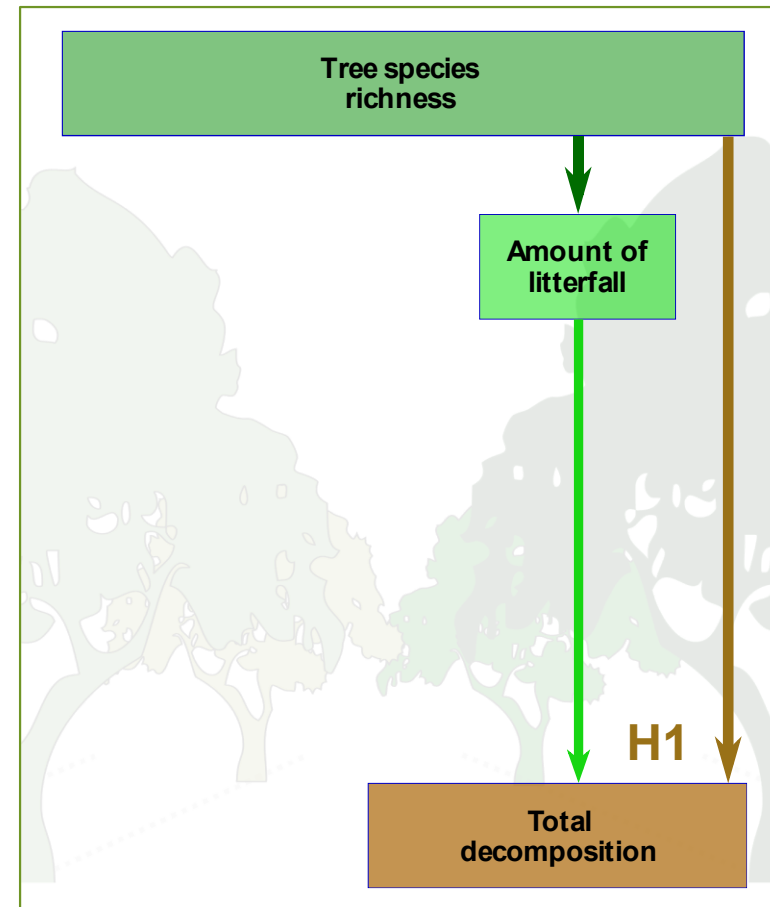 Tree species
richness
Amount of
litterfall
H1
Total
decomposition